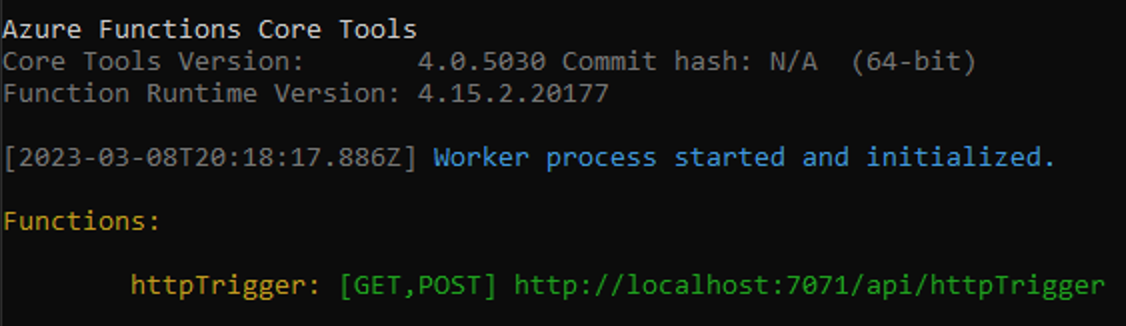 Azure Functions Core Tools
Core Tools Version:       4.0.5030 Commit hash: N/A  (64-bit)
Function Runtime Version: 4.15.2.20177
[2023-03-08T20:18:17.886Z] Worker process started and initialized.
Functions:
httpTrigger: [GET,POST] http://localhost:7071/api/httpTrigger